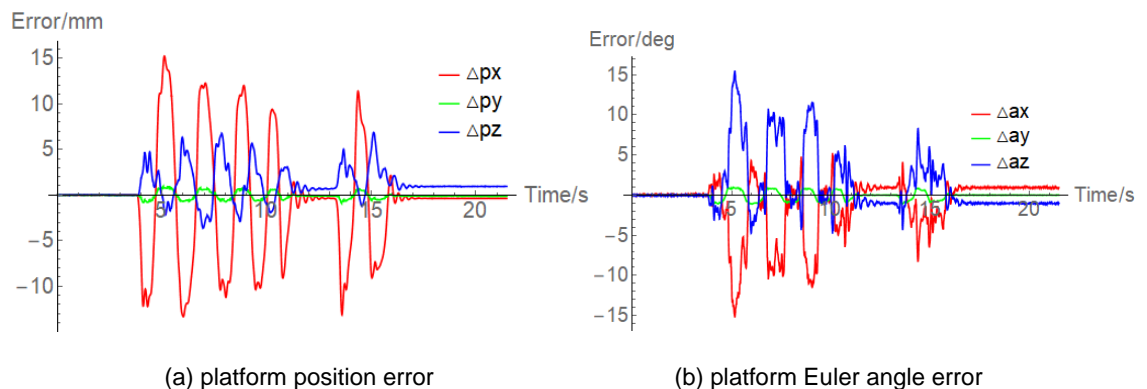 Error/mm
15
10
5
−5
−10
5
10
15
20
Time/s
△px
△py
△pz
Error/deg
15
10
5
−5
−10
−15
5
10
15
20
Time/s
△ax
△ay
△az
(a) platform position error
(b) platform Euler angle error